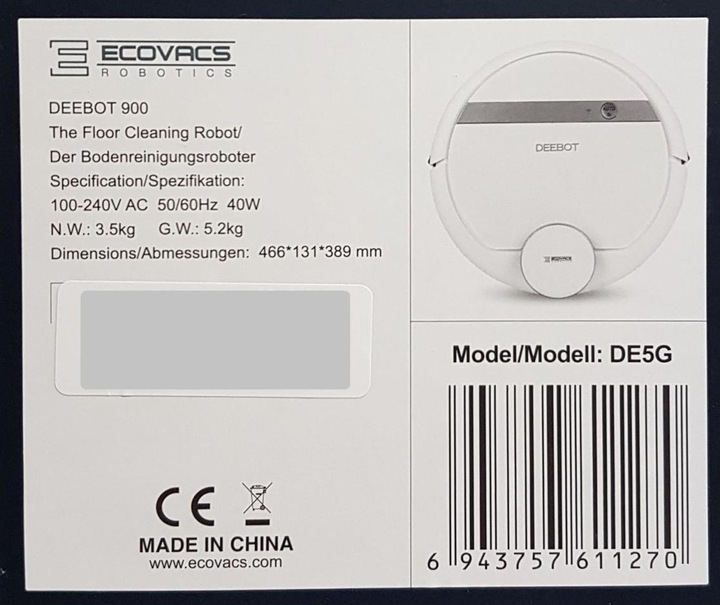 ECOVACS
ROBOTICS
DEEBOT 900
The Floor Cleaning Robot/
Der Bodenreinigungsroboter
Specification/Spezifikation:
100-240V AC 50/60Hz 40W
N.W.: 3.5kg G.W.: 5.2kg
Dimensions/Abmessungen: 466*131*389 mm
CE
MADE IN CHINA
www.ecovacs.com
DEEBOT
ECOVACS
Model/Modell: DE5G
6 943757 611270